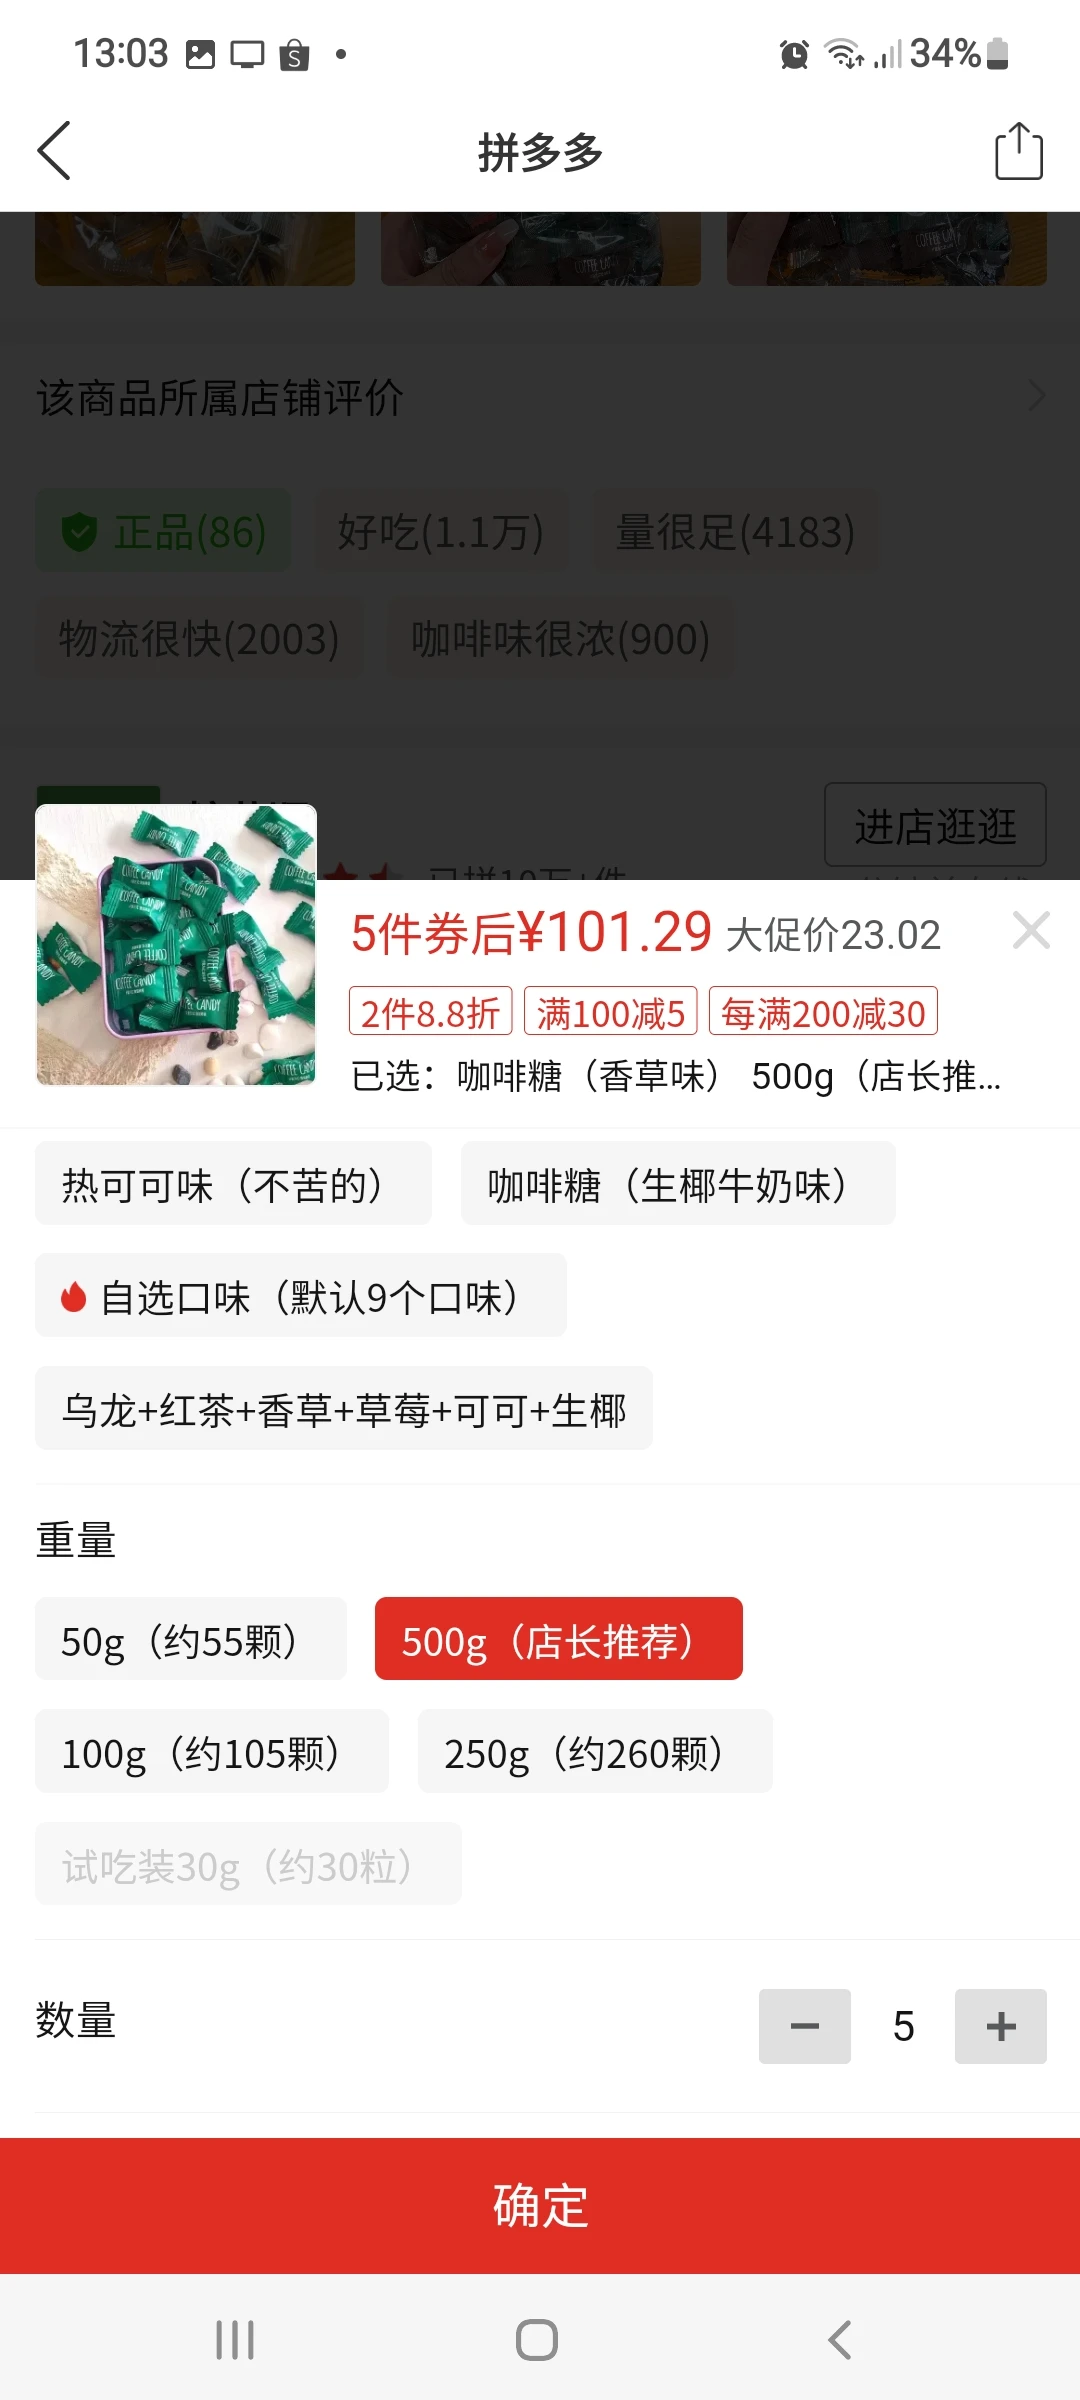 13:03
34%
拼多多
该商品所属店铺评价
正品(86) 好吃(1.1万) 量很足(4183)
物流很快(2003) 咖啡味很浓(900)
进店逛逛
5件券后¥101.29 大促价23.02
2件8.8折 满100减5 每满200减30
已选：咖啡糖（香草味） 500g（店长推...
热可可味（不苦的） 咖啡糖（生椰牛奶味）
自选口味（默认9个口味）
乌龙+红茶+香草+草莓+可可+生椰
重量
50g（约55颗） 500g（店长推荐）
100g（约105颗） 250g（约260颗）
试吃装30g（约30粒）
数量
5
确定